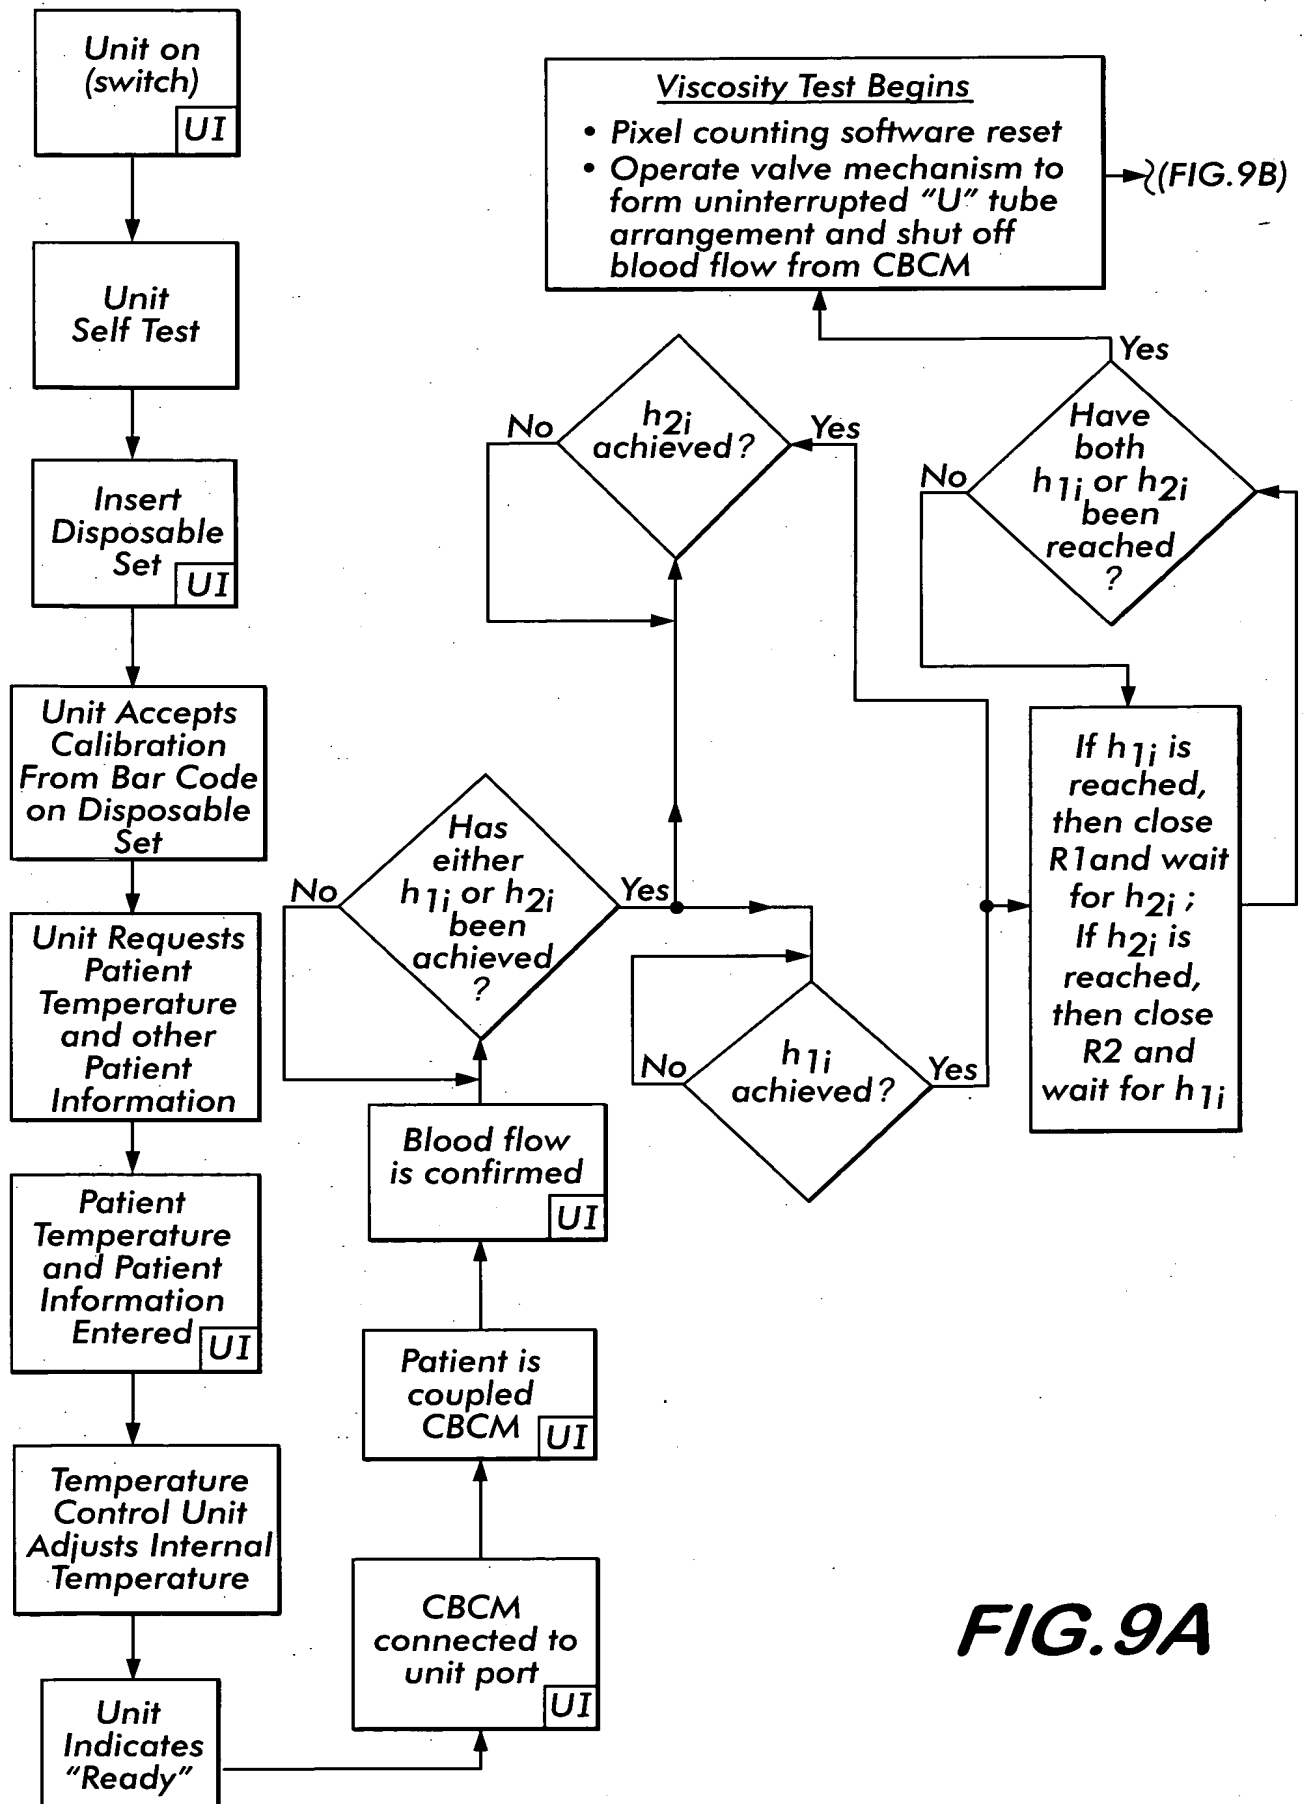 Unit on
(switch)
UI
Unit
Self Test
Insert
Disposable
Set
UI
Unit Accepts
Calibration
From Bar Code
on Disposable
Set
Unit Requests
Patient
Temperature
and other
Patient
Information
Patient
Temperature
and Patient
Information
Entered
UI
Temperature
Control Unit
Adjusts Internal
Temperature
Unit
Indicates
“Ready”
CBCM
connected to
unit port
UI
Patient is
coupled
CBCM
UI
Blood flow
is confirmed
UI
Has
either
h1i or h2i
been
achieved
?
No
Yes
h2i
achieved?
No
Yes
h1i
achieved?
No
Yes
If h1i is
reached,
then close
R1 and wait
for h2i;
If h2i is
reached,
then close
R2 and
wait for h1i
Have
both
h1i or h2i
been
reached
?
No
Yes
Viscosity Test Begins
• Pixel counting software reset
• Operate valve mechanism to
form uninterrupted “U” tube
arrangement and shut off
blood flow from CBCM
(FIG.9B)
FIG.9A